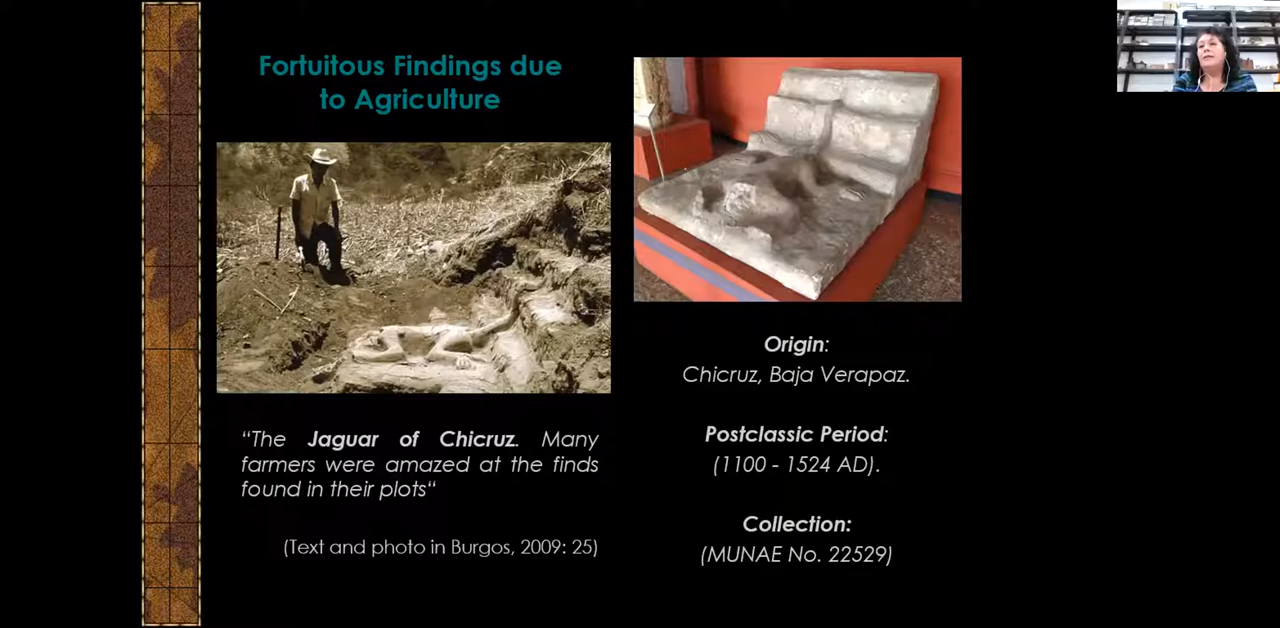 Fortuitous Findings due
to Agriculture
“The Jaguar of Chicruz. Many
farmers were amazed at the finds
found in their plots“
(Text and photo in Burgos, 2009: 25)
Origin:
Chicruz, Baja Verapaz.
Postclassic Period:
(1100 - 1524 AD).
Collection:
(MUNAE No. 22529)